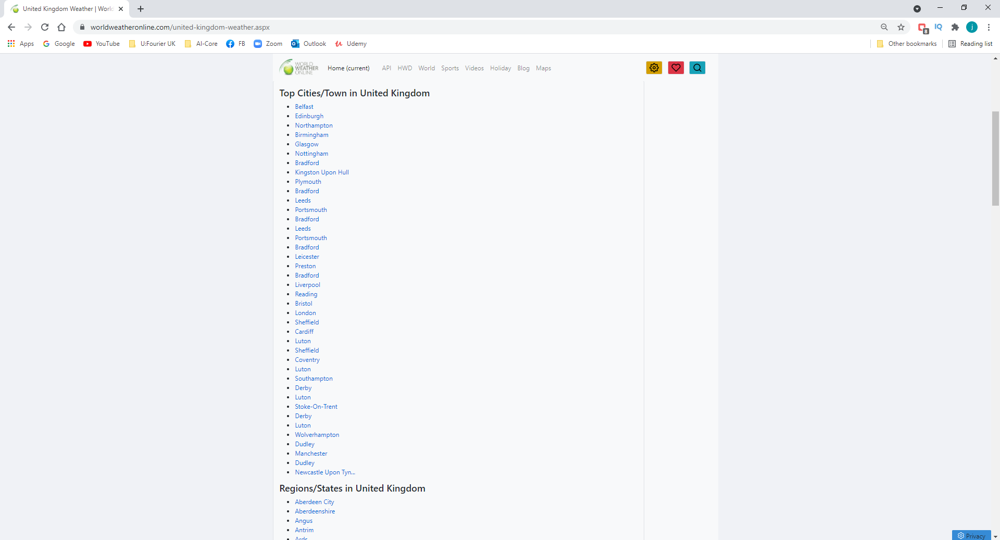 United Kingdom Weather | World
worldweatheronline.com/united-kingdom-weather.aspx
8
IQ
j
Apps
Google
YouTube
U:Fourier UK
AI-Core
FB
Zoom
Outlook
Udemy
Other bookmarks
Reading list
WORLD
WEATHER
ONLINE
Home (current)
API
HWD
World
Sports
Videos
Holiday
Blog
Maps
Top Cities/Town in United Kingdom
Belfast
Edinburgh
Northampton
Birmingham
Glasgow
Nottingham
Bradford
Kingston Upon Hull
Plymouth
Bradford
Leeds
Portsmouth
Bradford
Leeds
Portsmouth
Bradford
Leicester
Preston
Bradford
Liverpool
Reading
Bristol
London
Sheffield
Cardiff
Luton
Sheffield
Coventry
Luton
Southampton
Derby
Luton
Stoke-On-Trent
Derby
Luton
Wolverhampton
Dudley
Manchester
Dudley
Newcastle Upon Tyn...
Regions/States in United Kingdom
Aberdeen City
Aberdeenshire
Angus
Antrim
Ards
Privacy